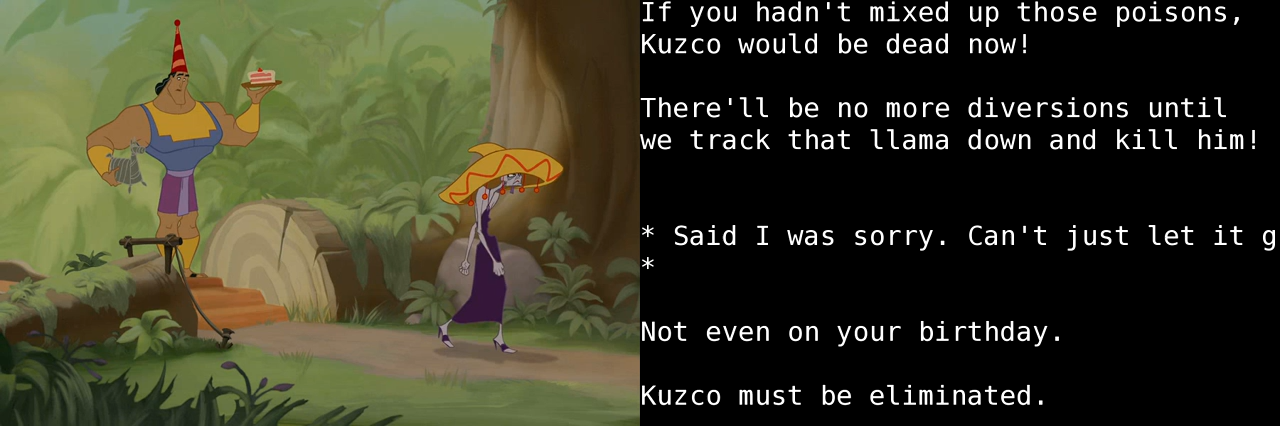 If you hadn't mixed up those poisons,
Kuzco would be dead now!
There'll be no more diversions until
we track that llama down and kill him!
* Said I was sorry. Can't just let it g
*
Not even on your birthday.
Kuzco must be eliminated.